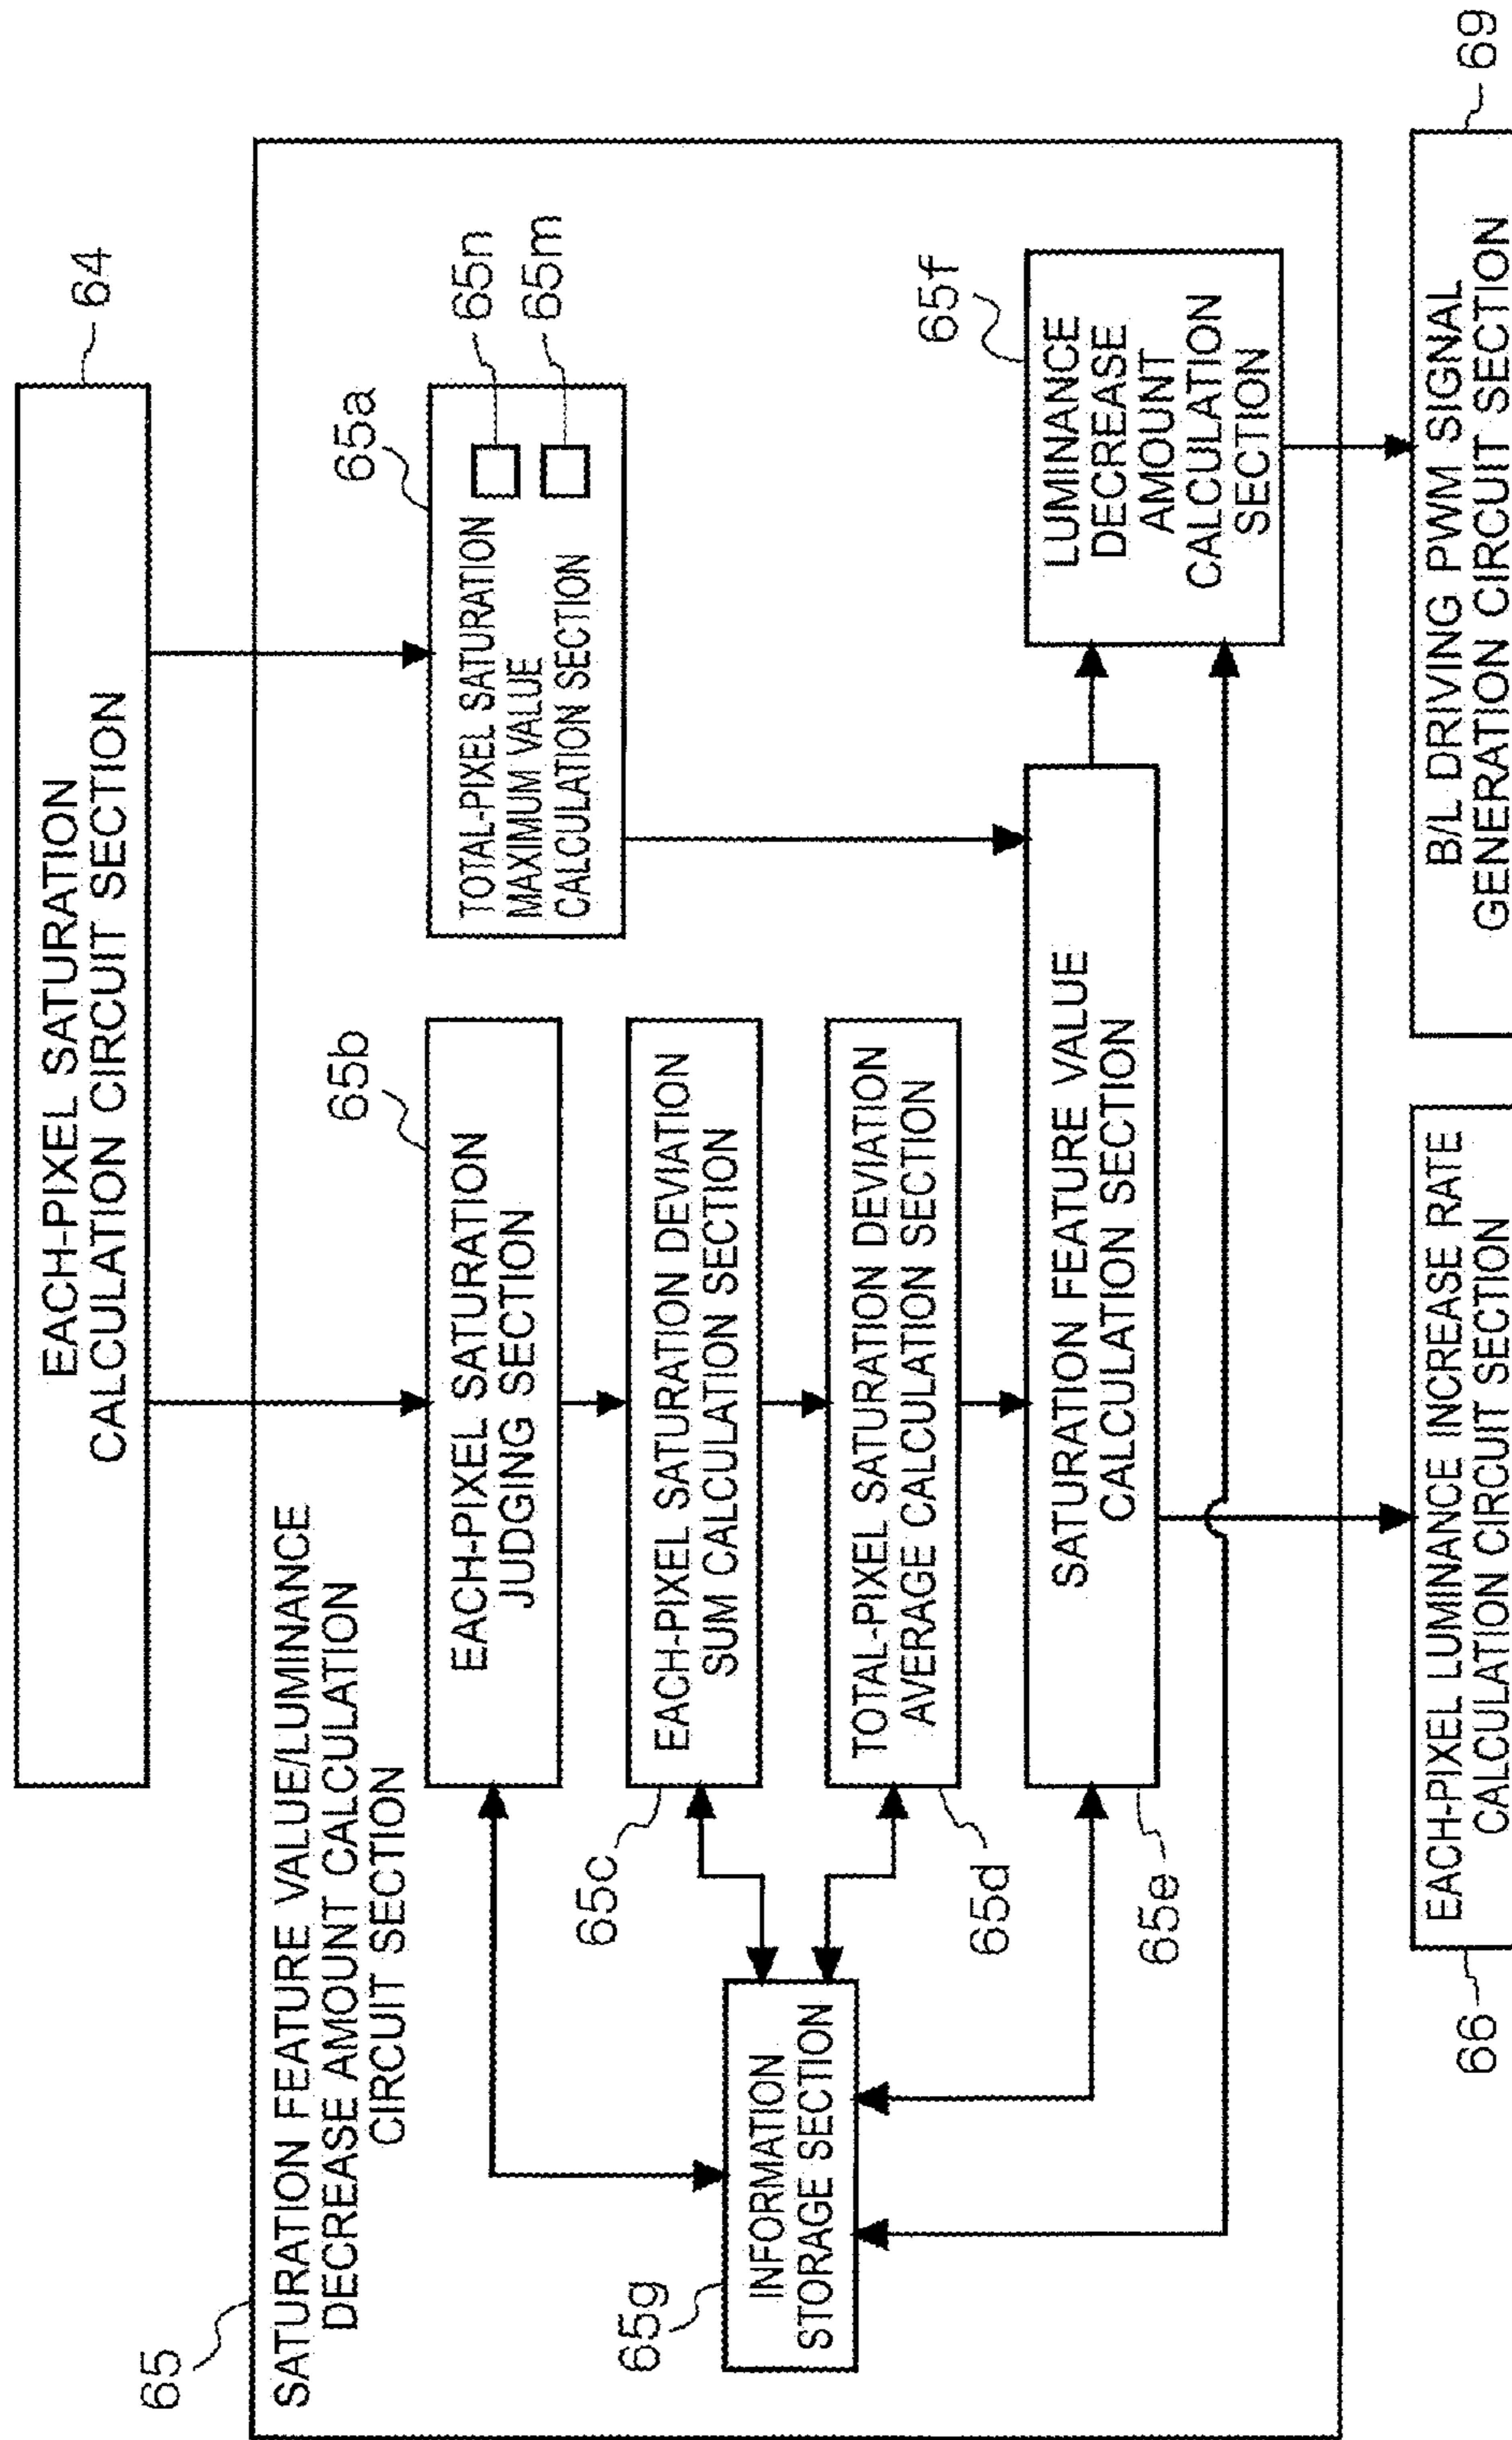 EACH-PIXEL SATURATION
CALCULATION CIRCUIT SECTION
64
65
SATURATION FEATURE VALUE/LUMINANCE
DECREASE AMOUNT CALCULATION
CIRCUIT SECTION
65b
EACH-PIXEL SATURATION
JUDGING SECTION
65a
TOTAL-PIXEL SATURATION
MAXIMUM VALUE
CALCULATION SECTION
65n
65m
65c
EACH-PIXEL SATURATION DEVIATION
SUM CALCULATION SECTION
65g
INFORMATION
STORAGE SECTION
65d
TOTAL-PIXEL SATURATION DEVIATION
AVERAGE CALCULATION SECTION
65e
SATURATION FEATURE VALUE
CALCULATION SECTION
65f
LUMINANCE
DECREASE
AMOUNT
CALCULATION
SECTION
66
EACH-PIXEL LUMINANCE INCREASE RATE
CALCULATION CIRCUIT SECTION
B/L DRIVING PWM SIGNAL
GENERATION CIRCUIT SECTION
69